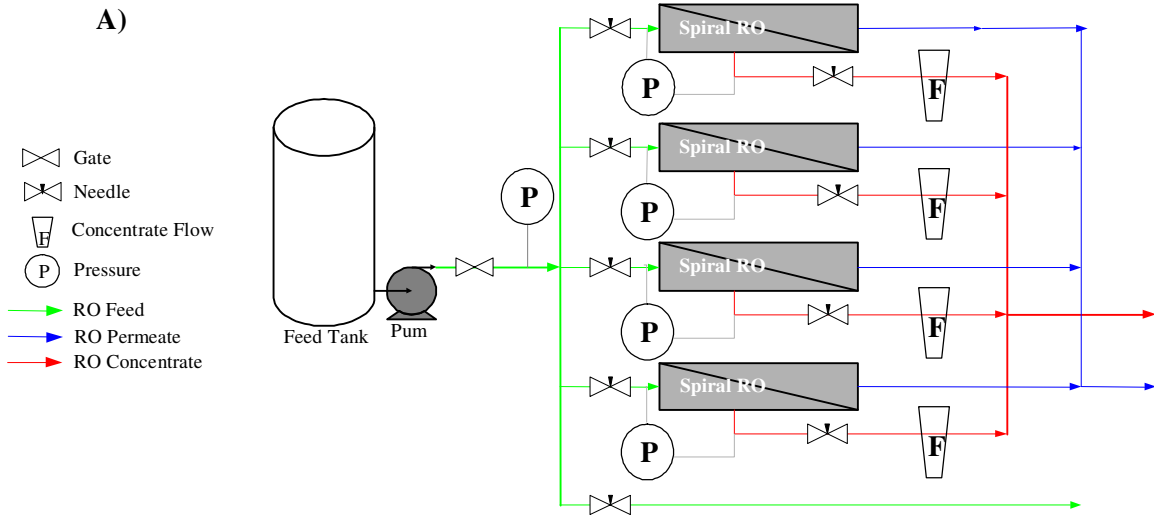 A)
Spiral RO
P
F
Spiral RO
P
F
P
Spiral RO
P
F
Spiral RO
P
F
Gate
Needle
F
Concentrate Flow
P
Pressure
RO Feed
RO Permeate
RO Concentrate
Feed Tank
Pum